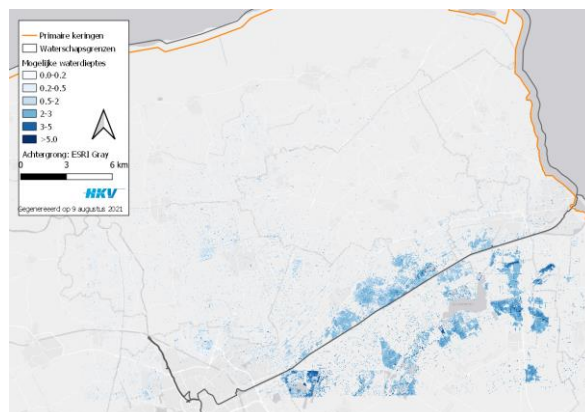 Primaire keringen
Waterschapsgrenzen
Mogelijke waterdieptes
0.0-0.2
0.2-0.5
0.5-2
2-3
3-5
>5.0
Achtergrong: ESRI Gray
0 3 6 km
HKV
Gegenereerd op 9 augustus 2021